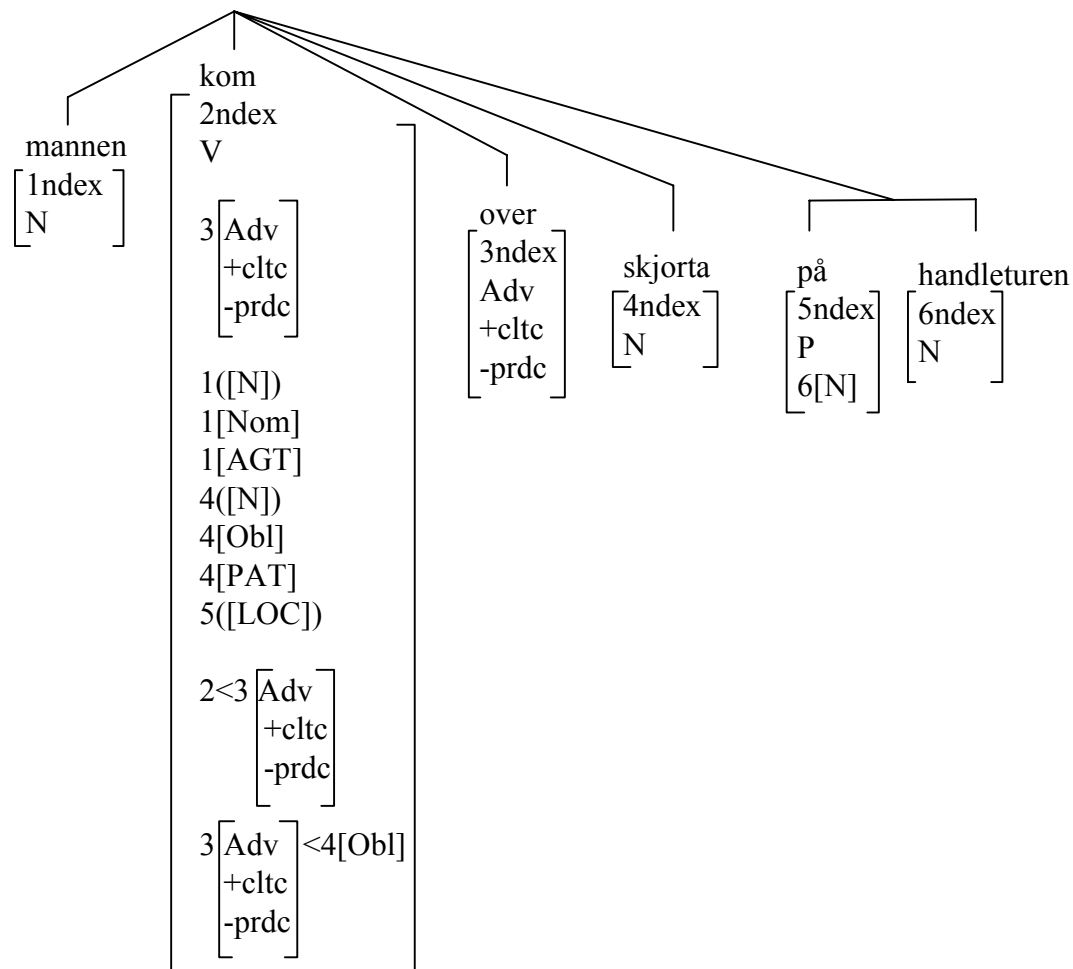 mannen
1ndex
N
kom
2ndex
V
3 Adv
+cltc
-prdc
1([N])
1[Nom]
1[AGT]
4([N])
4[Obl]
4[PAT]
5([LOC])
2<3 Adv
+cltc
-prdc
3 Adv <4[Obl]
+cltc
-prdc
over
3ndex
Adv
+cltc
-prdc
skjorta
4ndex
N
på
5ndex
P
6[N]
handleturen
6ndex
N